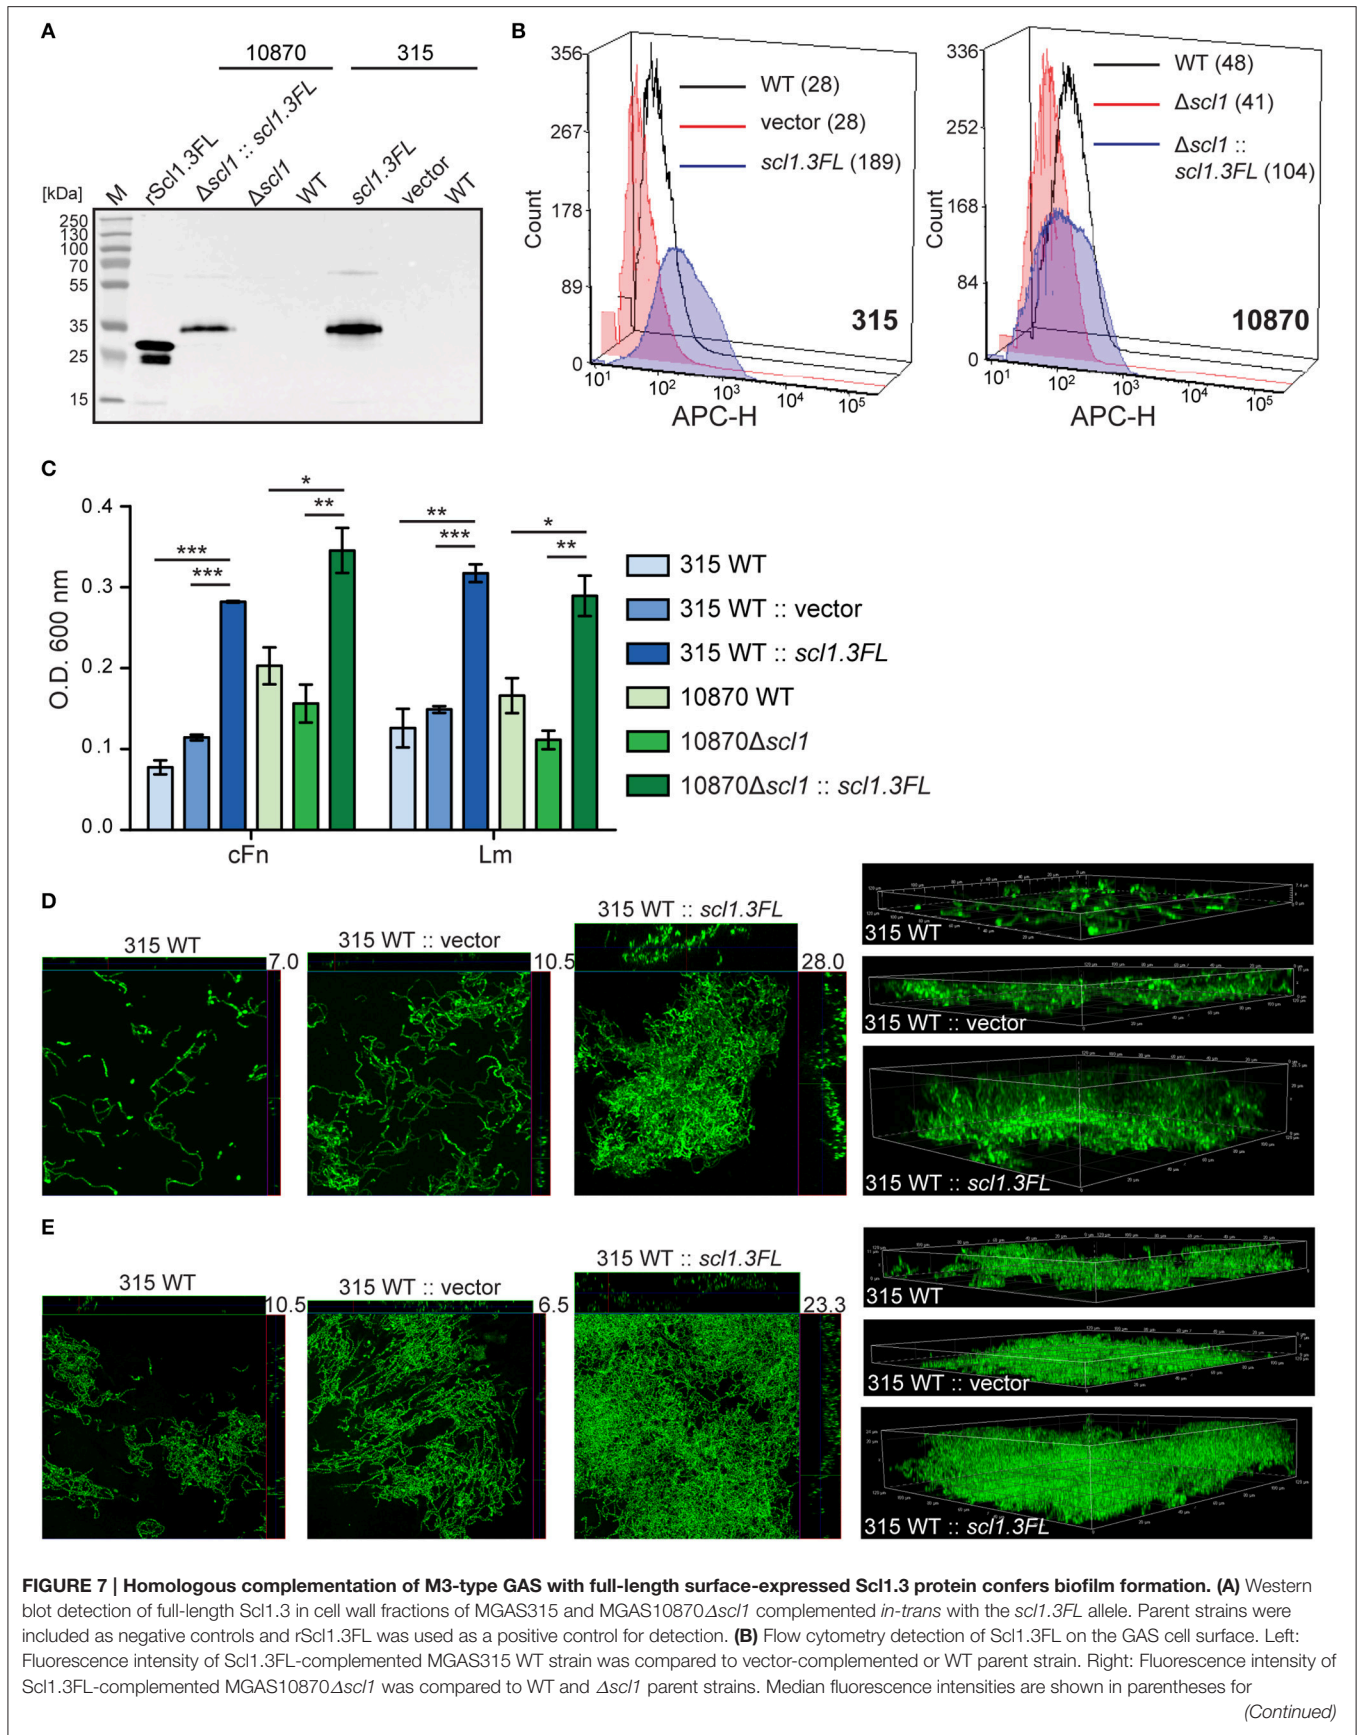 A
10870
315
[kDa]
M
rScl1.3FL
Δscl1 :: scl1.3FL
Δscl1
WT
scl1.3FL
vector
WT
250
130
100
70
55
35
25
15
B
356
267
178
89
0
Count
10¹ 10² 10³ 10⁴ 10⁵
APC-H
WT (28)
vector (28)
scl1.3FL (189)
315
336
252
168
84
0
Count
10¹ 10² 10³ 10⁴ 10⁵
APC-H
WT (48)
Δscl1 (41)
Δscl1 ::
scl1.3FL (104)
10870
C
O.D. 600 nm
0.4
0.3
0.2
0.1
0.0
***
***
*
**
**
***
*
**
cFn
Lm
315 WT
315 WT :: vector
315 WT :: scl1.3FL
10870 WT
10870Δscl1
10870Δscl1 :: scl1.3FL
D
315 WT
7.0
315 WT :: vector
10.5
315 WT :: scl1.3FL
28.0
315 WT
315 WT :: vector
315 WT :: scl1.3FL
E
315 WT
10.5
315 WT :: vector
6.5
315 WT :: scl1.3FL
23.3
315 WT
315 WT :: vector
315 WT :: scl1.3FL
FIGURE 7 | Homologous complementation of M3-type GAS with full-length surface-expressed Scl1.3 protein confers biofilm formation. (A) Western
blot detection of full-length Scl1.3 in cell wall fractions of MGAS315 and MGAS10870Δscl1 complemented in-trans with the scl1.3FL allele. Parent strains were
included as negative controls and rScl1.3FL was used as a positive control for detection. (B) Flow cytometry detection of Scl1.3FL on the GAS cell surface. Left:
Fluorescence intensity of Scl1.3FL-complemented MGAS315 WT strain was compared to vector-complemented or WT parent strain. Right: Fluorescence intensity of
Scl1.3FL-complemented MGAS10870Δscl1 was compared to WT and Δscl1 parent strains. Median fluorescence intensities are shown in parentheses for
(Continued)